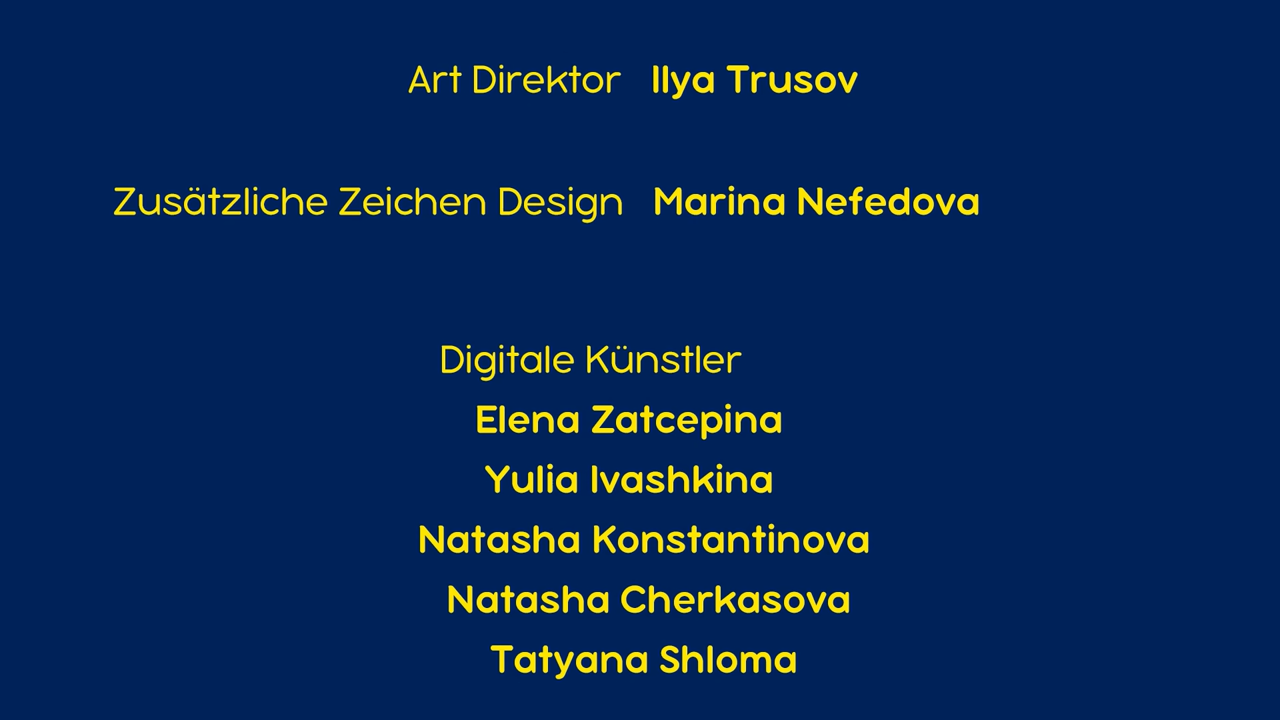 Art Direktor Ilya Trusov
Zusätzliche Zeichen Design Marina Nefedova
Digitale Künstler
Elena Zatcepina
Yulia Ivashkina
Natasha Konstantinova
Natasha Cherkasova
Tatyana Shloma